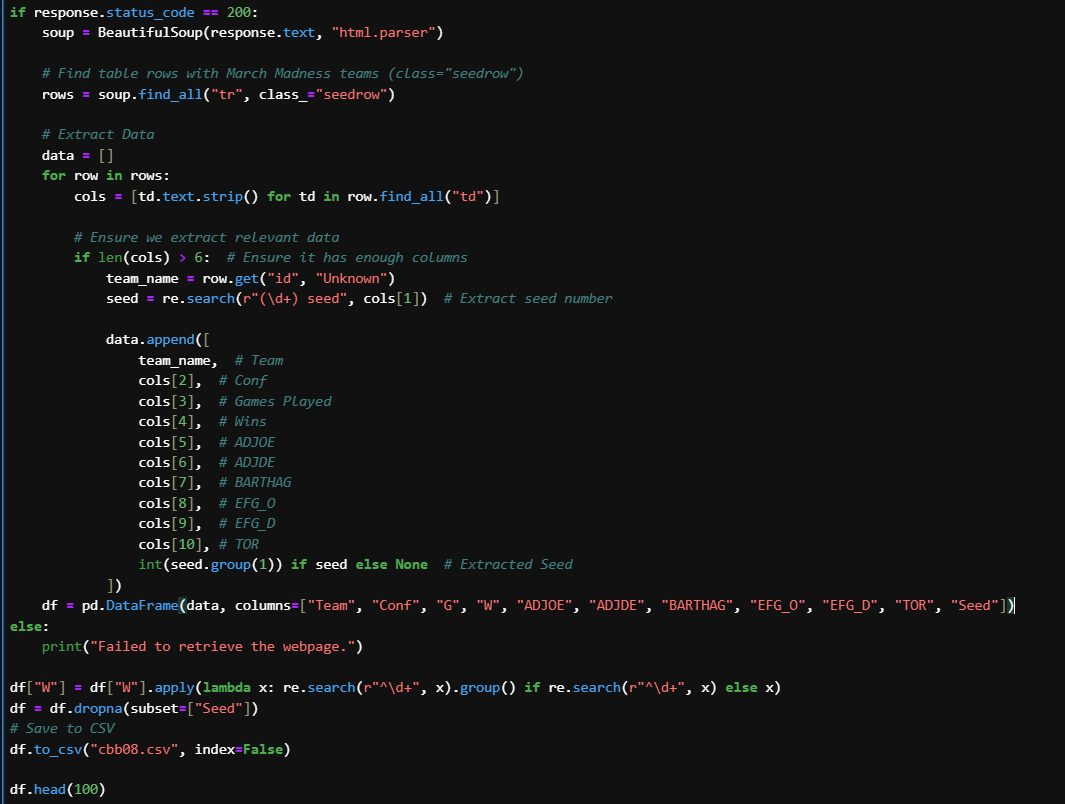 if response.status_code == 200:
    soup = BeautifulSoup(response.text, "html.parser")

    # Find table rows with March Madness teams (class="seedrow")
    rows = soup.find_all("tr", class_="seedrow")

    # Extract Data
    data = []
    for row in rows:
        cols = [td.text.strip() for td in row.find_all("td")]

        # Ensure we extract relevant data
        if len(cols) > 6:  # Ensure it has enough columns
            team_name = row.get("id", "Unknown")
            seed = re.search(r"(\d+) seed", cols[1])  # Extract seed number

            data.append([
                team_name,  # Team
                cols[2],  # Conf
                cols[3],  # Games Played
                cols[4],  # Wins
                cols[5],  # ADJOE
                cols[6],  # ADJDE
                cols[7],  # BARTHAG
                cols[8],  # EFG_O
                cols[9],  # EFG_D
                cols[10], # TOR
                int(seed.group(1)) if seed else None  # Extracted Seed
            ])
    df = pd.DataFrame(data, columns=["Team", "Conf", "G", "W", "ADJOE", "ADJDE", "BARTHAG", "EFG_O", "EFG_D", "TOR", "Seed"])
else:
    print("Failed to retrieve the webpage.")

df["W"] = df["W"].apply(lambda x: re.search(r"^\d+", x).group() if re.search(r"^\d+", x) else x)
df = df.dropna(subset=["Seed"])
# Save to CSV
df.to_csv("cbb08.csv", index=False)

df.head(100)